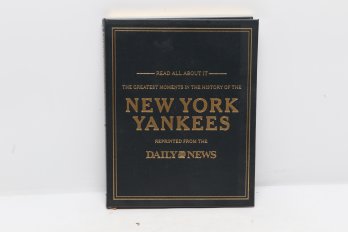 READ ALL ABOUT IT
THE GREATEST MOMENTS IN THE HISTORY OF THE
NEW YORK
YANKEES
REPRINTED FROM THE
DAILY NEWS